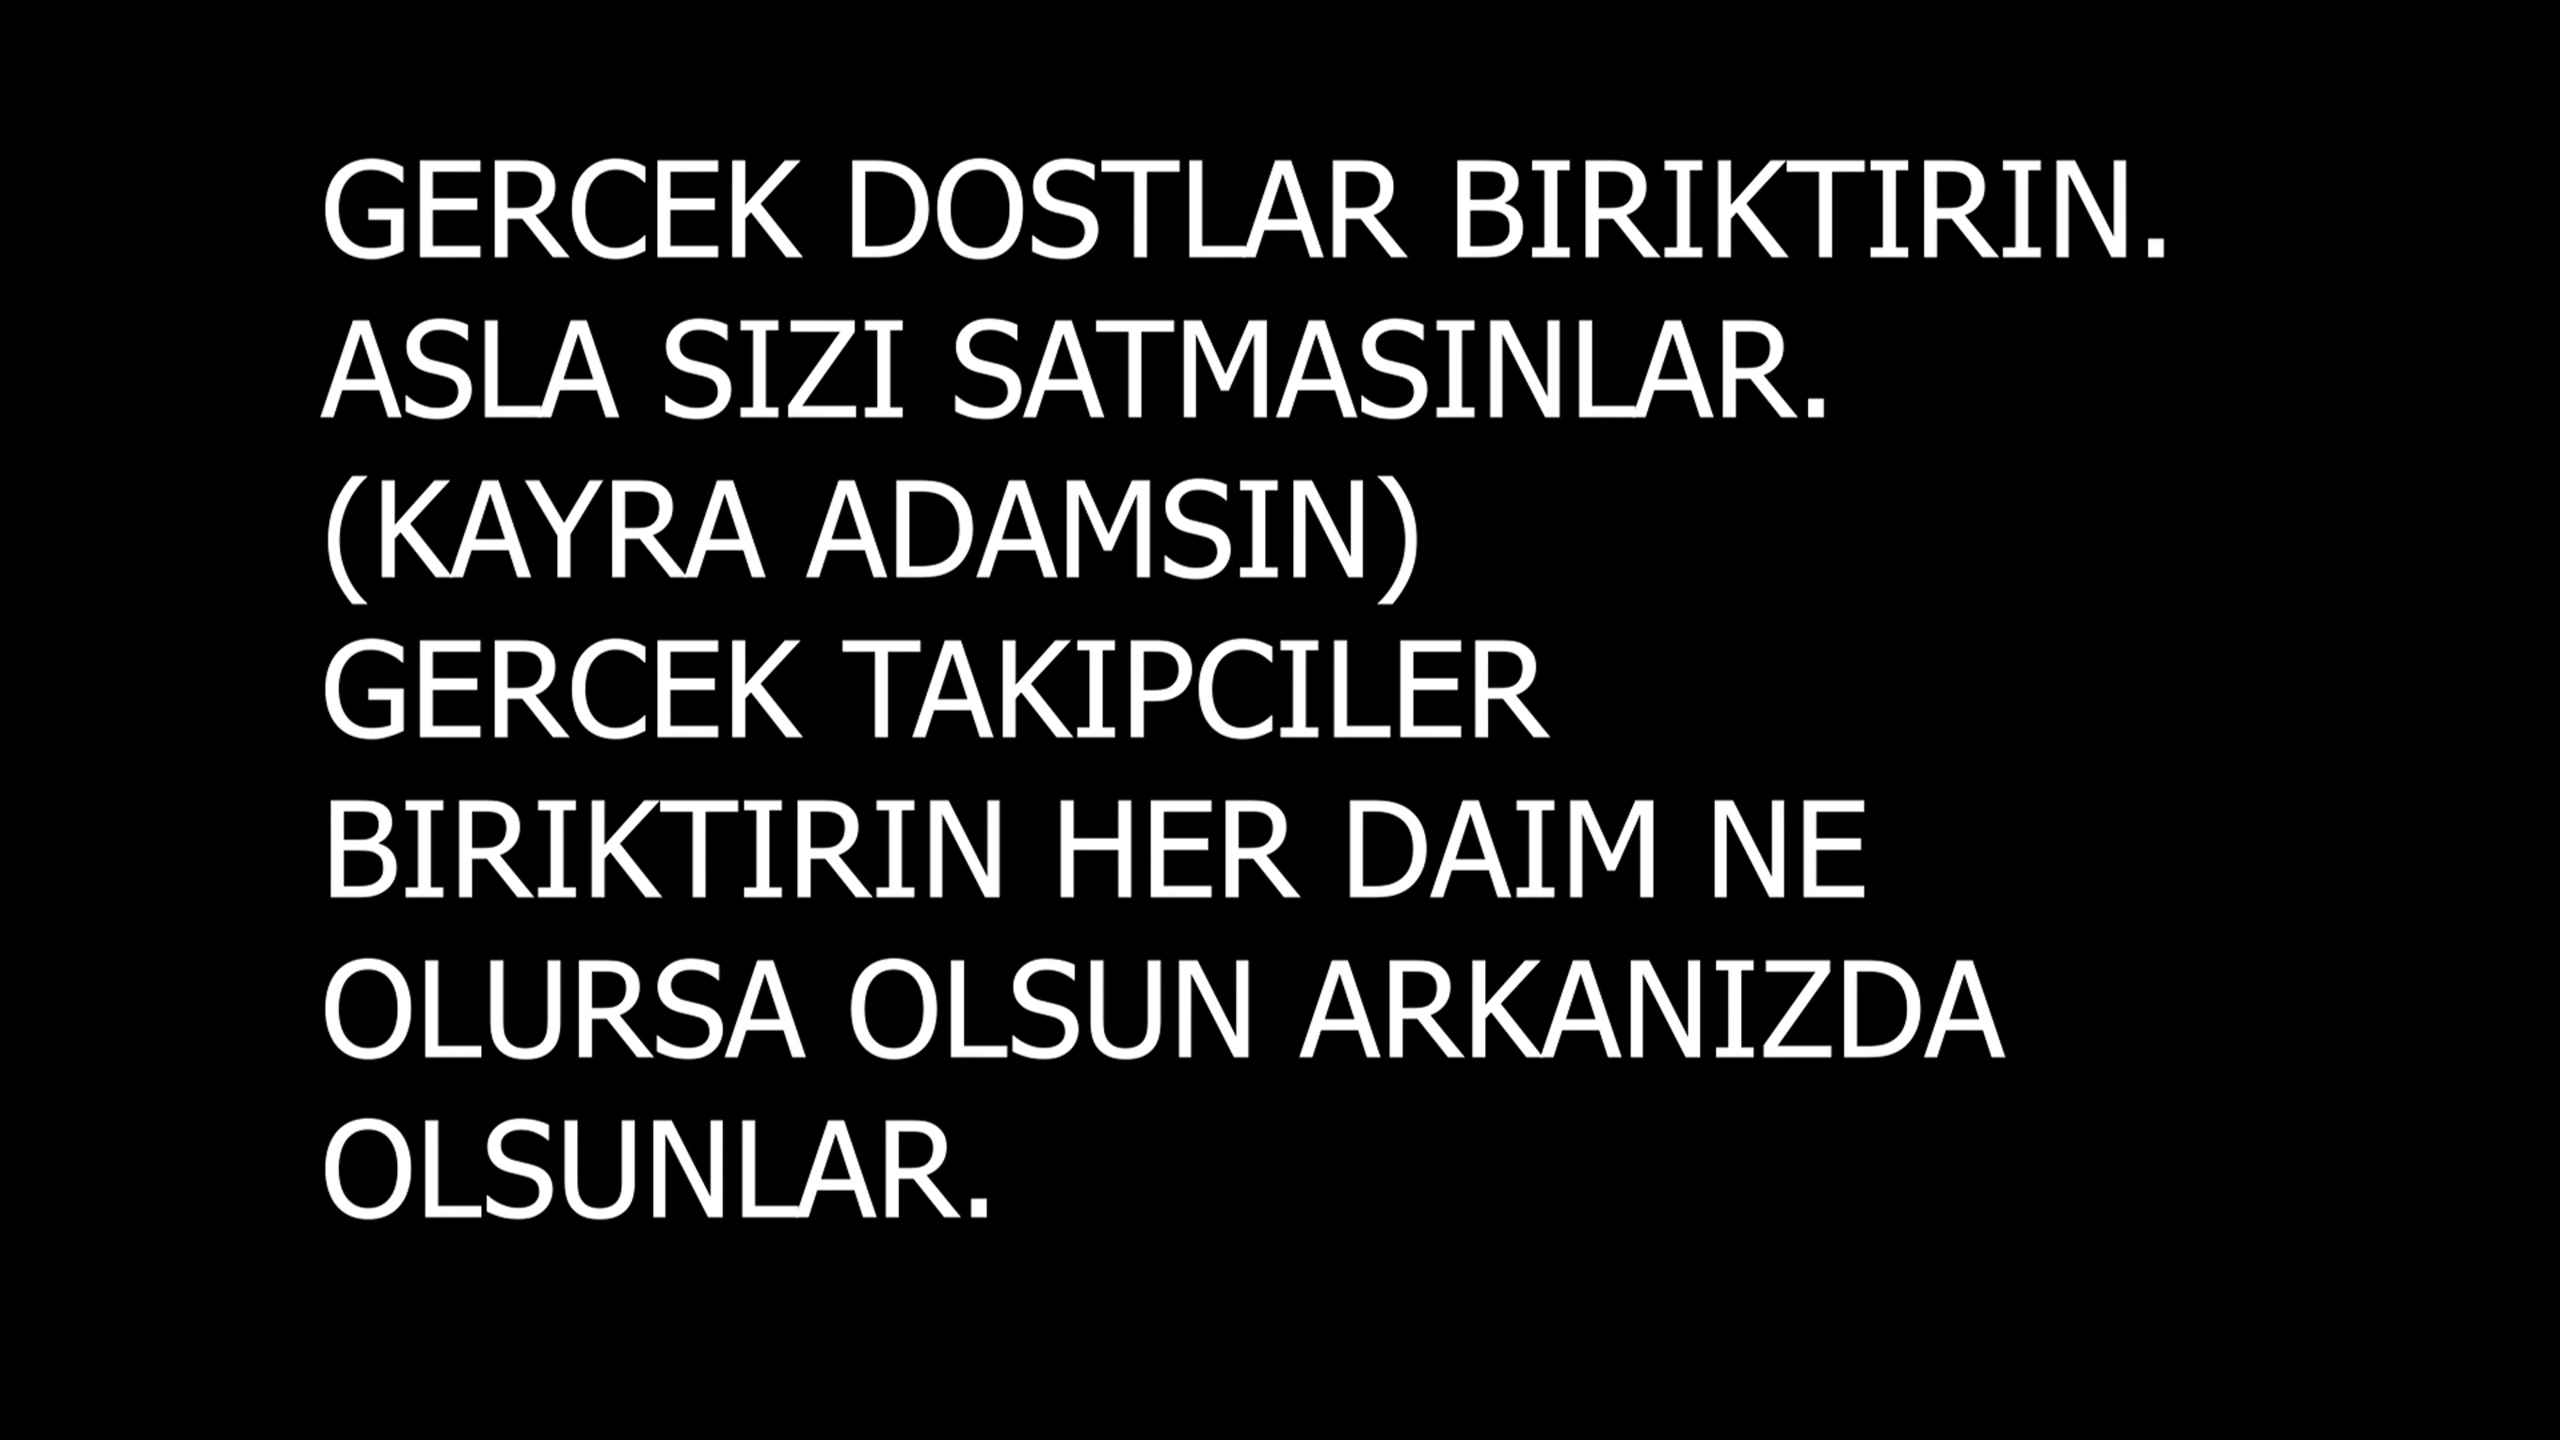 GERCEK DOSTLAR BIRIKTIRIN.
ASLA SIZI SATMASINLAR.
(KAYRA ADAMSIN)
GERCEK TAKIPCILER
BIRIKTIRIN HER DAIM NE
OLURSA OLSUN ARKANIZDA
OLSUNLAR.